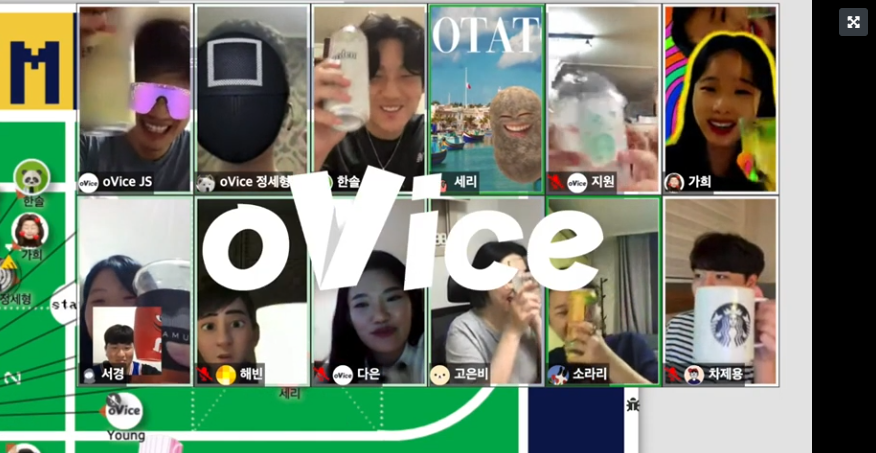 M
OTAT
oVice JS
oVice 정세형
한솔
세리
지원
가희
한솔
가희
정세형
oVice
sta
서경
해빈
다은
고은비
소라리
차제용
세리
oVice
Young